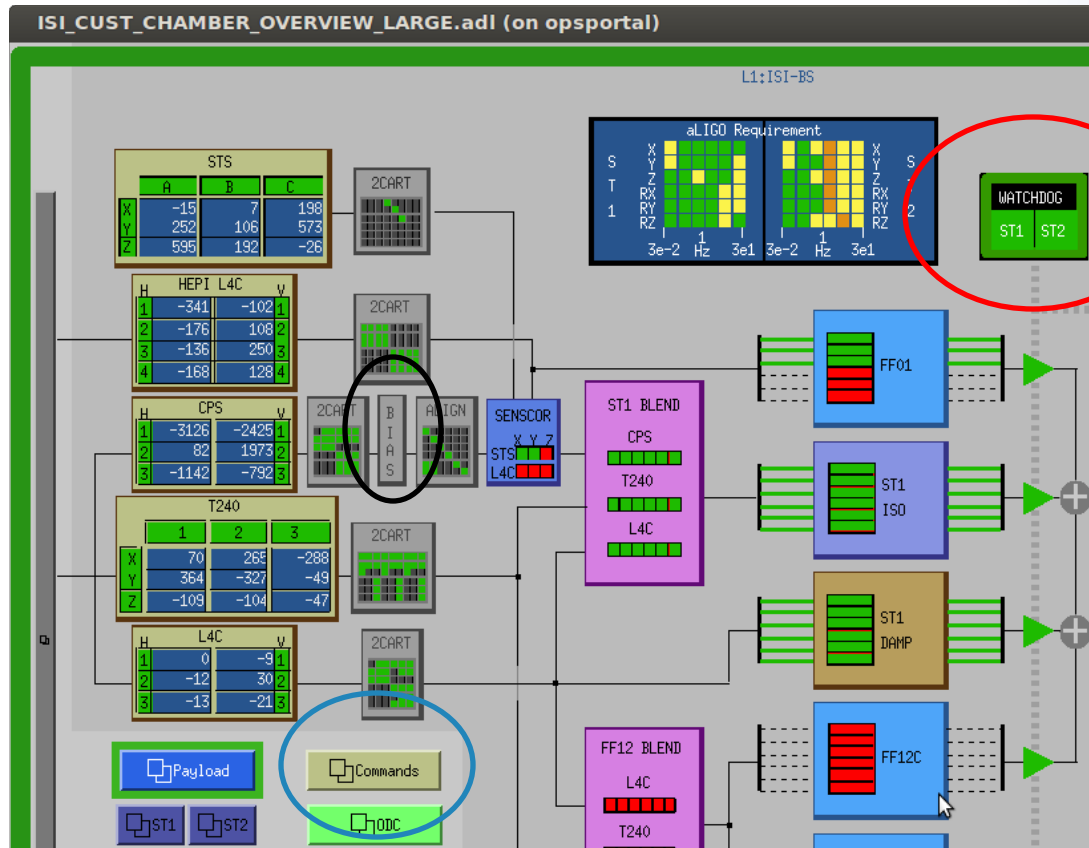 ISI_CUST_CHAMBER_OVERVIEW_LARGE.adl (on opsportal)
L1:ISI-BS
aLIGO Requirement
S T 1
X Y Z RX RY RZ
X Y Z RX RY RZ
S 2
3e-2 1 Hz 3e1 3e-2 1 Hz 3e1
WATCHDOG
ST1 ST2
STS
A B C
X -15 7 198
Y 252 106 573
Z 595 192 -26
2CART
HEPI L4C
H V
1 -341 -102 1
2 -176 108 2
3 -136 250 3
4 -168 128 4
2CART
CPS
H V
1 -3126 -2425 1
2 82 1973 2
3 -1142 -792 3
2CART
BIAS
ALIGN
SENSCOR
X Y Z
STS
L4C
T240
1 2 3
X 70 265 -288
Y 364 -327 -49
Z -109 -104 -47
2CART
L4C
H V
1 0 -9 1
2 -12 30 2
3 -13 -21 3
2CART
ST1 BLEND
CPS
T240
L4C
FF01
ST1
ISO
ST1
DAMP
FF12 BLEND
L4C
T240
FF12C
Payload
Commands
ST1 ST2
ODC